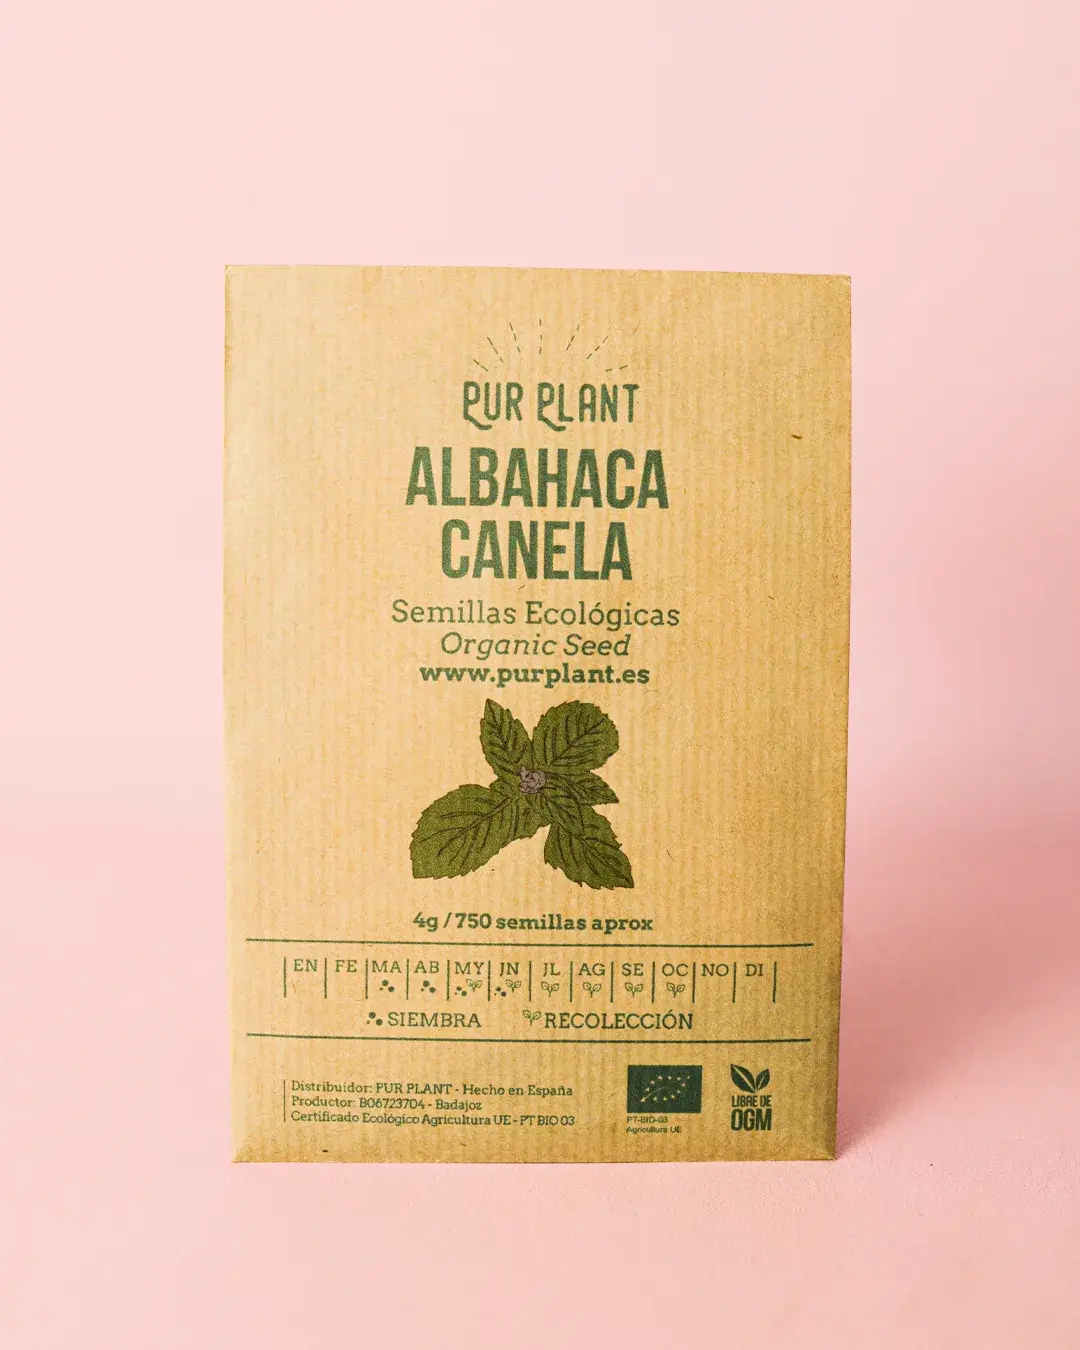 PUR PLANT
ALBAHACA
CANELA
Semillas Ecológicas
Organic Seed
www.purplant.es
4g / 750 semillas aprox
EN FE MA AB MY JN JL AG SE OC NO DI
SIEMBRA RECOLECCIÓN
Distribuidor: PUR PLANT - Hecho en España
Productor: B06723704 - Badajoz
Certificado Ecológico Agricultura UE - PT BIO 03
PT-BIO-03
Agricultura UE
LIBRE DE
OGM